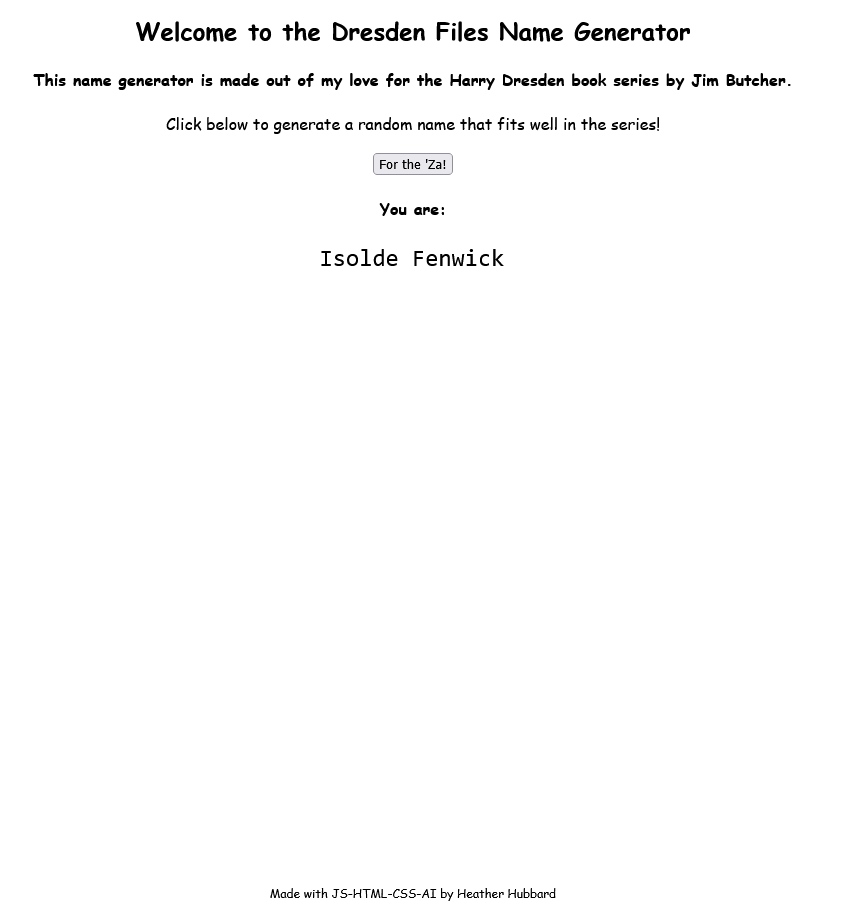 Welcome to the Dresden Files Name Generator
This name generator is made out of my love for the Harry Dresden book series by Jim Butcher.
Click below to generate a random name that fits well in the series!
For the 'Za!
You are:
Isolde Fenwick
Made with JS-HTML-CSS-AI by Heather Hubbard